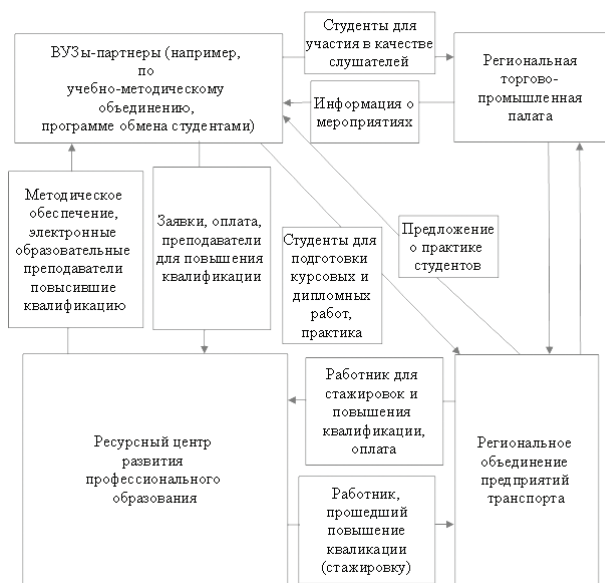 ВУЗы-партнеры (например,
по
учебно-методическому
объединению,
программе обмена студентами)
Студенты для
участия в качестве
слушателей
Региональная
торгово-
промышленная
палата
Информация о
мероприятиях
Методическое
обеспечение,
электронные
образовательные
преподаватели
повысившие
квалификацию
Заявки, оплата,
преподаватели
для повышения
квалификации
Студенты для
подготовки
курсовых и
дипломных
работ,
практика
Предложение
о практике
студентов
Ресурсный центр
развития
профессионального
образования
Работник для
стажировок и
повышения
квалификации,
оплата
Региональное
объединение
предприятий
транспорта
Работник,
прошедший
повышение
кваликации
(стажировку)